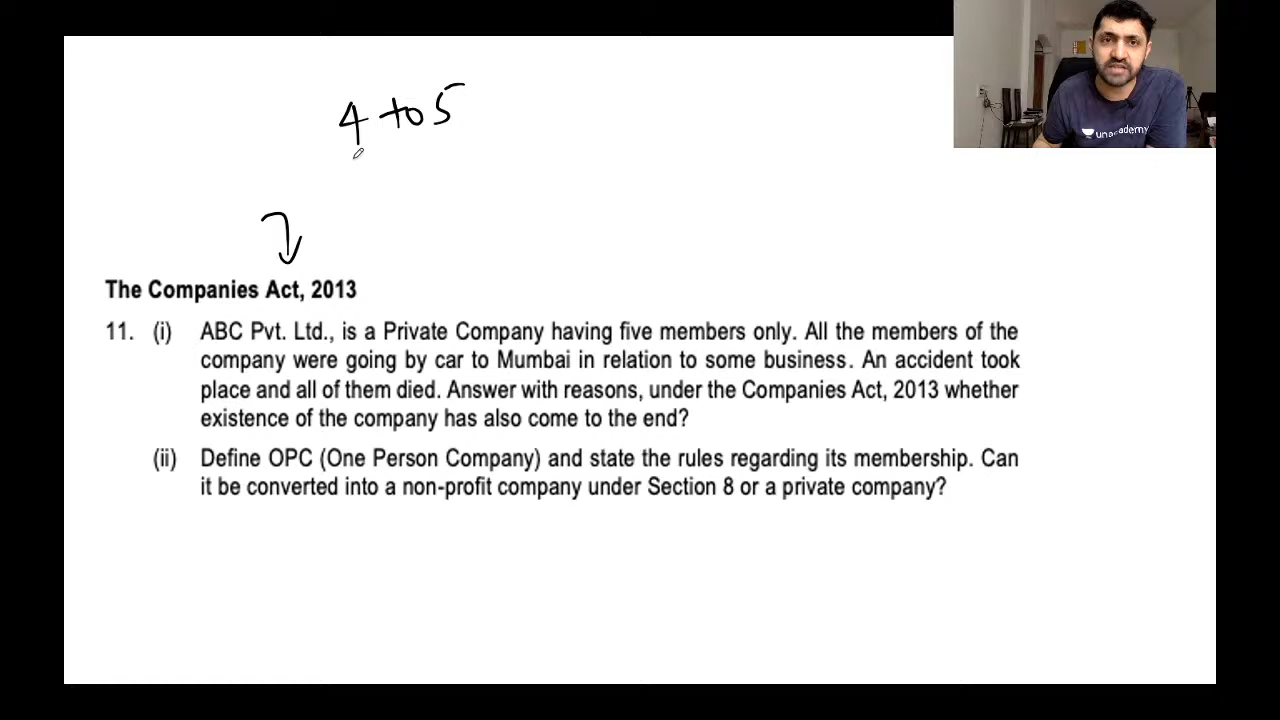 4 to 5
unacademy
The Companies Act, 2013
11. (i) ABC Pvt. Ltd., is a Private Company having five members only. All the members of the
company were going by car to Mumbai in relation to some business. An accident took
place and all of them died. Answer with reasons, under the Companies Act, 2013 whether
existence of the company has also come to the end?
(ii) Define OPC (One Person Company) and state the rules regarding its membership. Can
it be converted into a non-profit company under Section 8 or a private company?